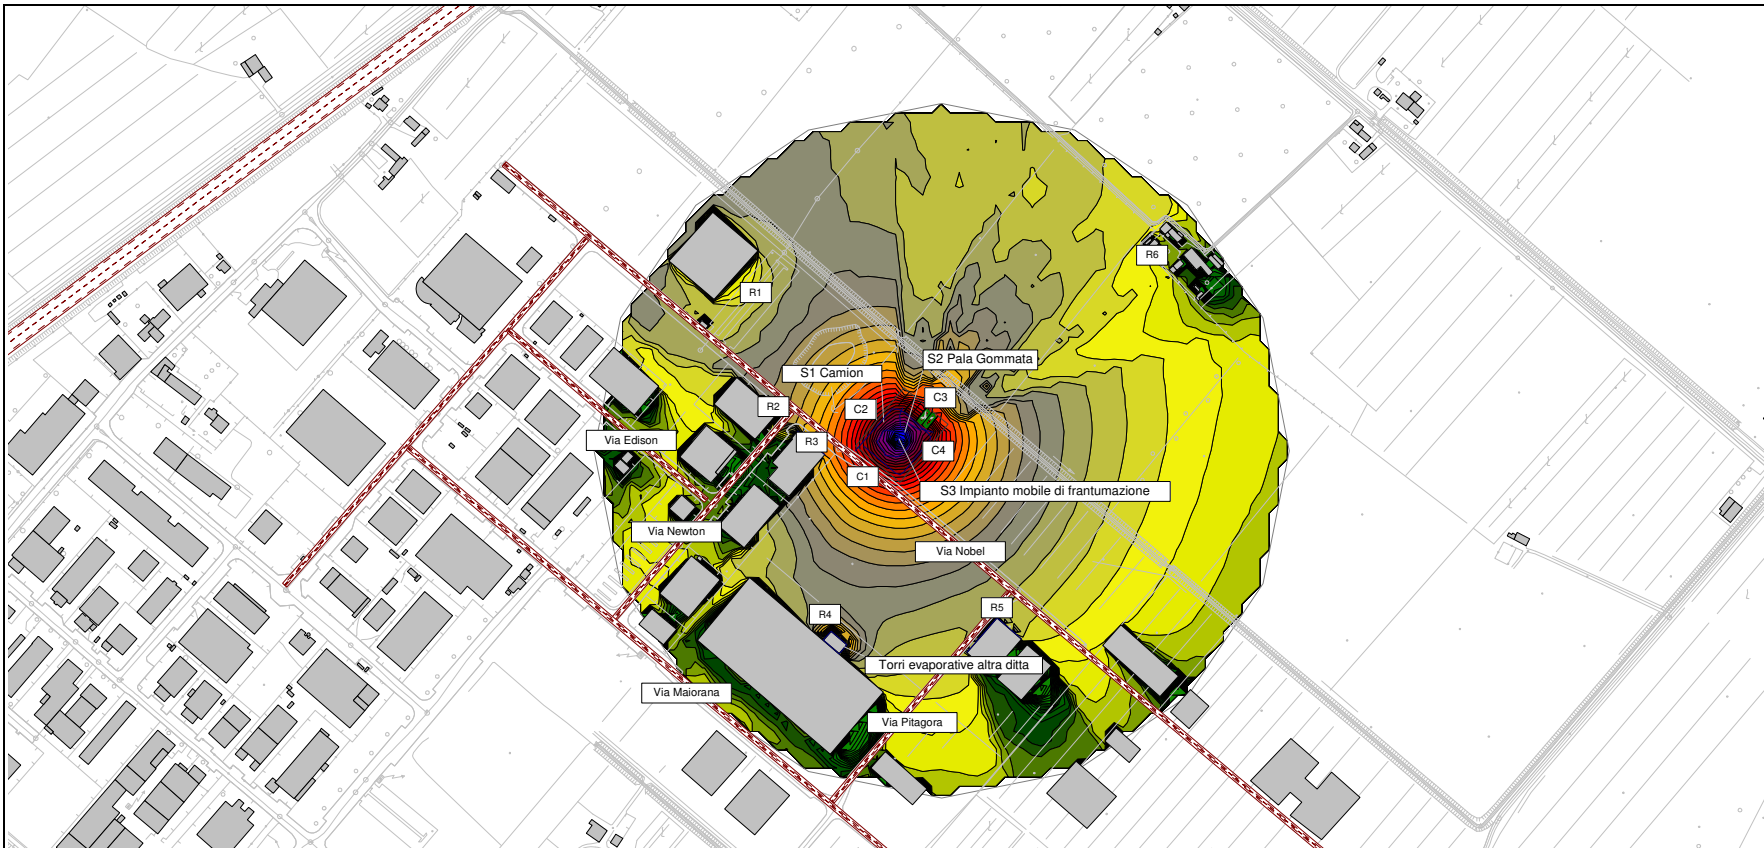 R6
R1
S2 Pala Gommata
S1 Camion
C3
C2
R2
Via Edison
R3
C4
C1
S3 Impianto mobile di frantumazione
Via Newton
Via Nobel
R5
R4
Torri evaporative altra ditta
Via Maiorana
Via Pitagora